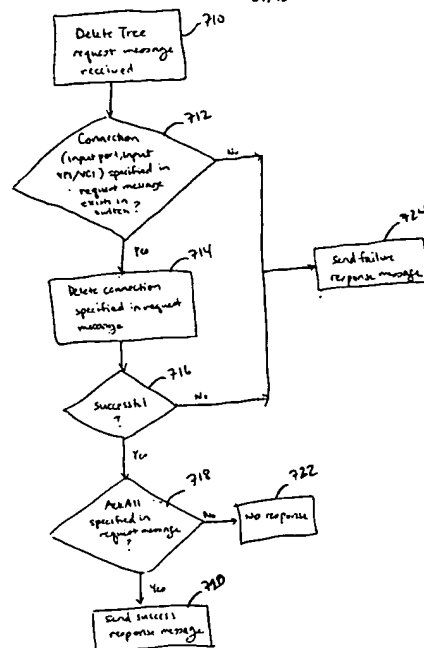 710
Delete Tree
request message
received
712
Connection
(input port, input
VPI/VCI) specified in
request message
exists in
switch?
No
Yes
714
724
Send failure
response message
Delete connection
specified in request
message
716
Successful
?
No
Yes
718
722
AckAll
specified in
request message
?
No
No response
Yes
Send success
response message